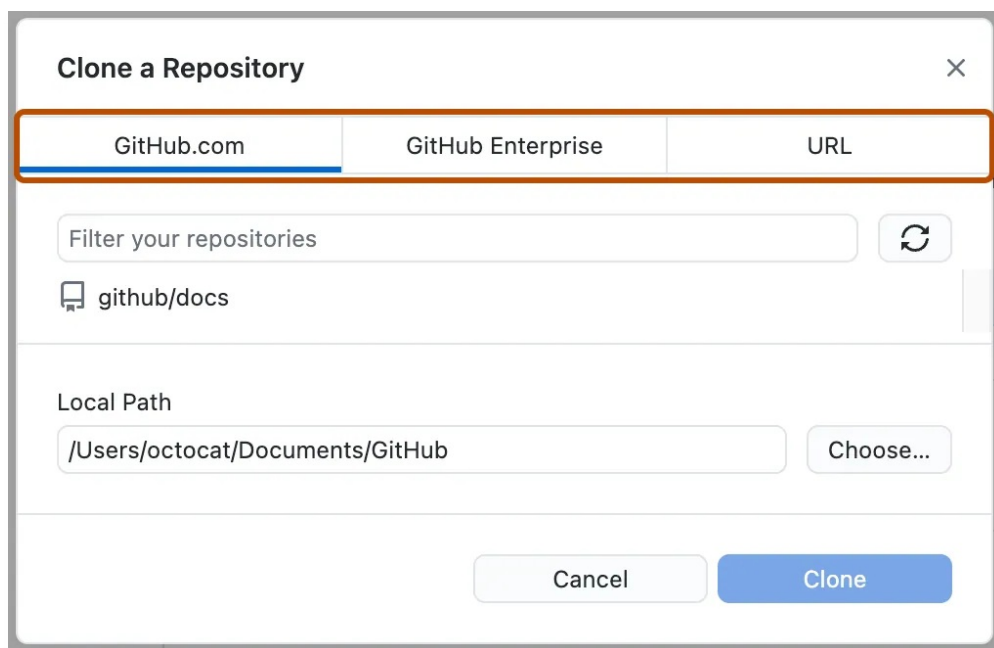 Clone a Repository
GitHub.com GitHub Enterprise URL
Filter your repositories
github/docs
Local Path
/Users/octocat/Documents/GitHub Choose...
Cancel Clone